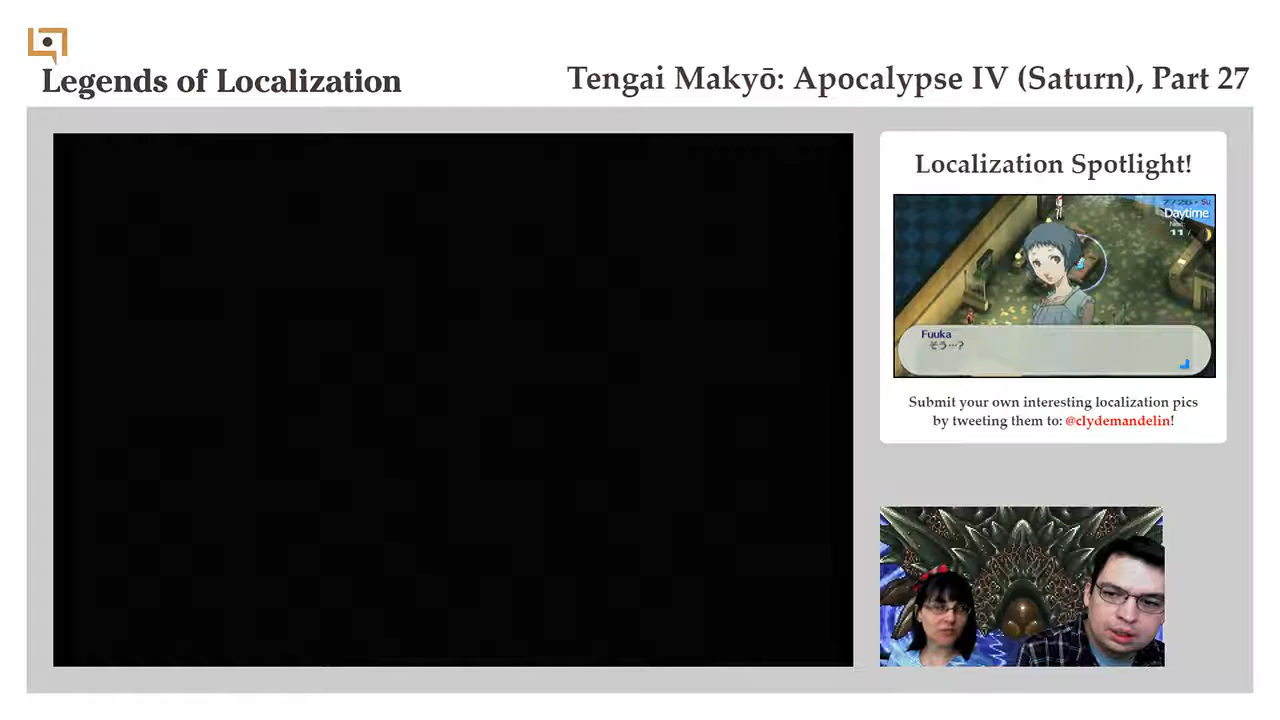 Legends of Localization
Tengai Makyō: Apocalypse IV (Saturn), Part 27
Localization Spotlight!
Daytime
11
Fuuka
そう…?
Submit your own interesting localization pics
by tweeting them to: @clydemandelin!